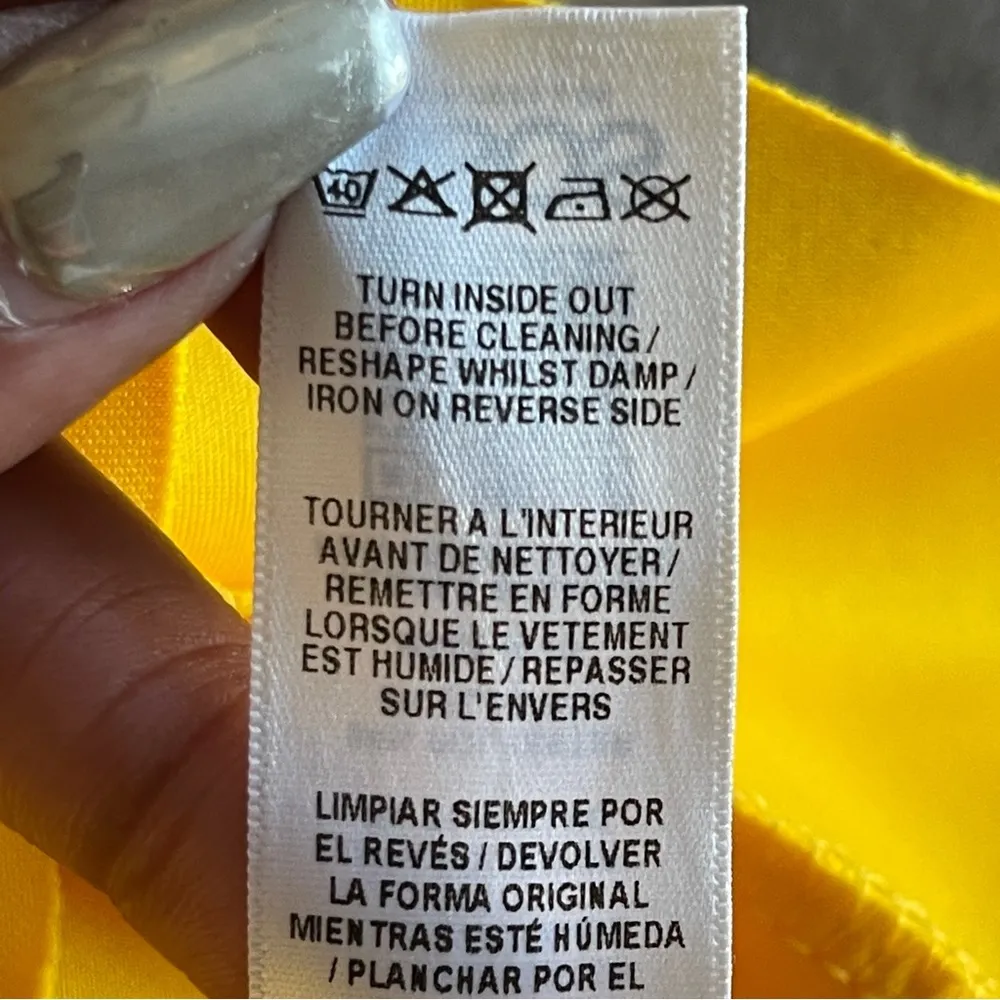 40
TURN INSIDE OUT
BEFORE CLEANING/
RESHAPE WHILST DAMP/
IRON ON REVERSE SIDE
TOURNER A L'INTERIEUR
AVANT DE NETTOYER/
REMETTRE EN FORME
LORSQUE LE VETEMENT
EST HUMIDE/REPASSER
SUR L'ENVERS
LIMPIAR SIEMPRE POR
EL REVÉS / DEVOLVER
LA FORMA ORIGINAL
MIENTRAS ESTÉ HÚMEDA
/ PLANCHAR POR EL